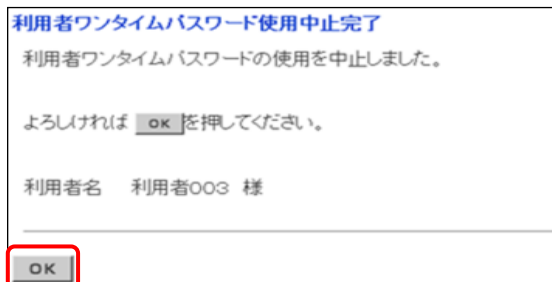 利用者ワンタイムパスワード使用中止完了
利用者ワンタイムパスワードの使用を中止しました。
よろしければ OK を押してください。
利用者名 利用者003 様
OK